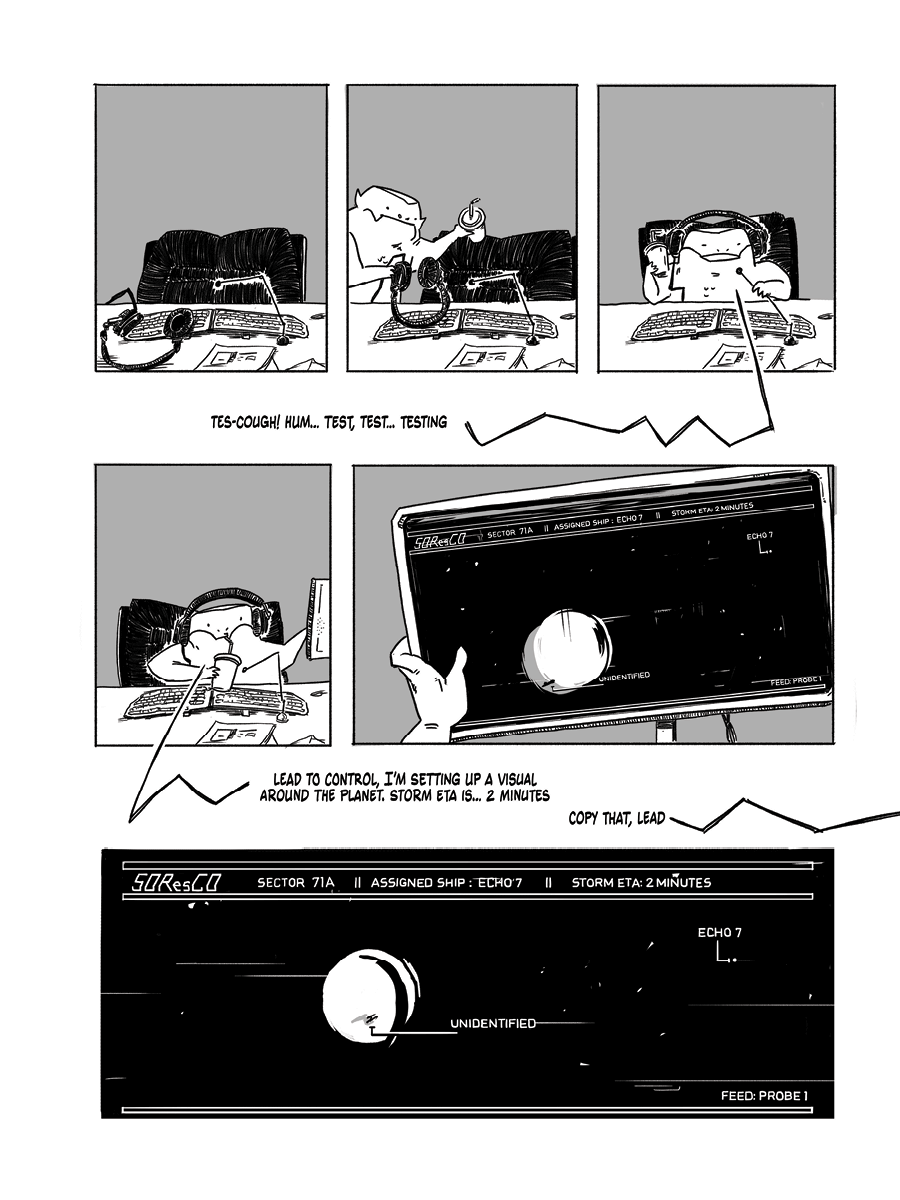 TES-COUGH! HUM... TEST, TEST... TESTING
SOResCO SECTOR 71A || ASSIGNED SHIP : ECHO 7 || STORM ETA: 2 MINUTES
ECHO 7
UNIDENTIFIED
FEED: PROBE 1
LEAD TO CONTROL, I'M SETTING UP A VISUAL
AROUND THE PLANET. STORM ETA IS... 2 MINUTES
COPY THAT, LEAD
SOResCO SECTOR 71A || ASSIGNED SHIP : ECHO 7 || STORM ETA: 2 MINUTES
ECHO 7
UNIDENTIFIED
FEED: PROBE 1